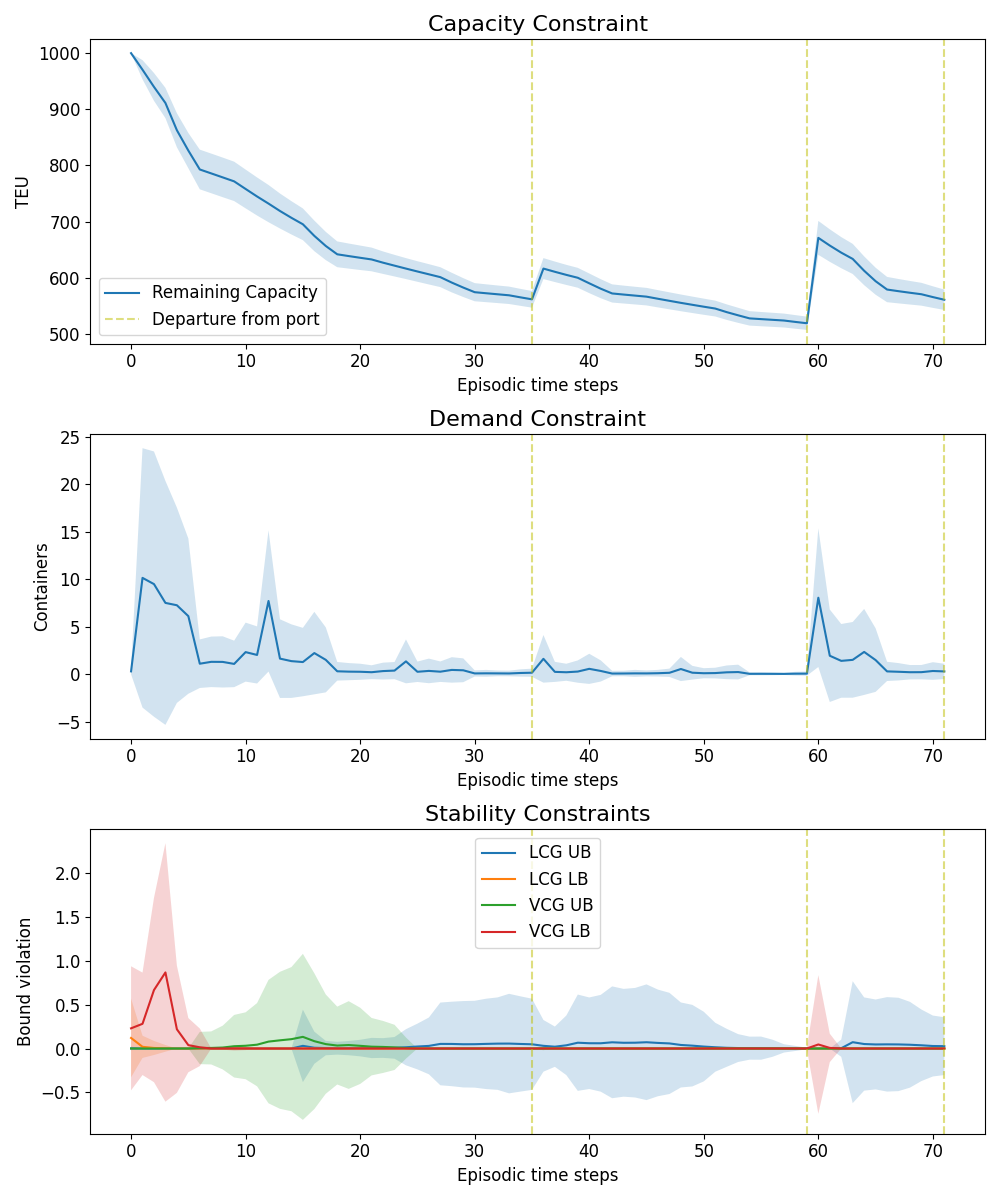 Capacity Constraint
1000
900
800
700
600
500
TEU
Remaining Capacity
Departure from port
0 10 20 30 40 50 60 70
Episodic time steps
Demand Constraint
25
20
15
10
5
0
−5
Containers
0 10 20 30 40 50 60 70
Episodic time steps
Stability Constraints
2.0
1.5
1.0
0.5
0.0
−0.5
Bound violation
LCG UB
LCG LB
VCG UB
VCG LB
0 10 20 30 40 50 60 70
Episodic time steps